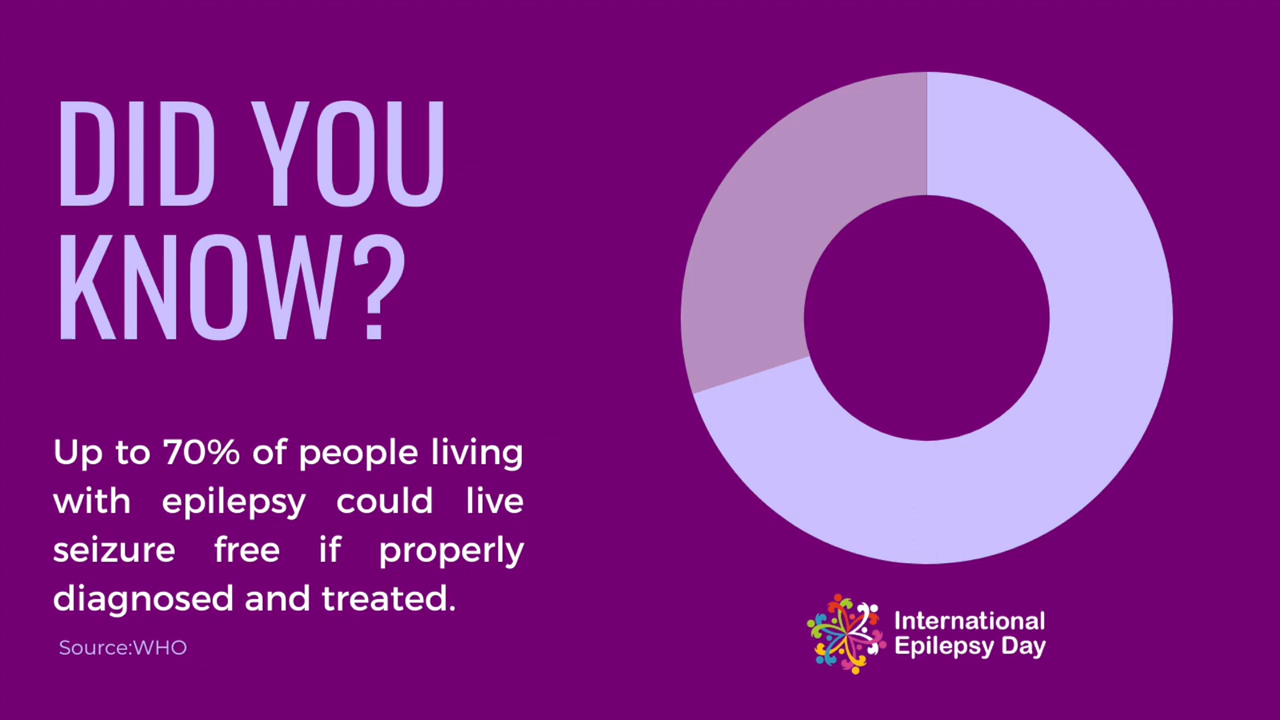 DID YOU
KNOW?
Up to 70% of people living
with epilepsy could live
seizure free if properly
diagnosed and treated.
Source:WHO
International
Epilepsy Day